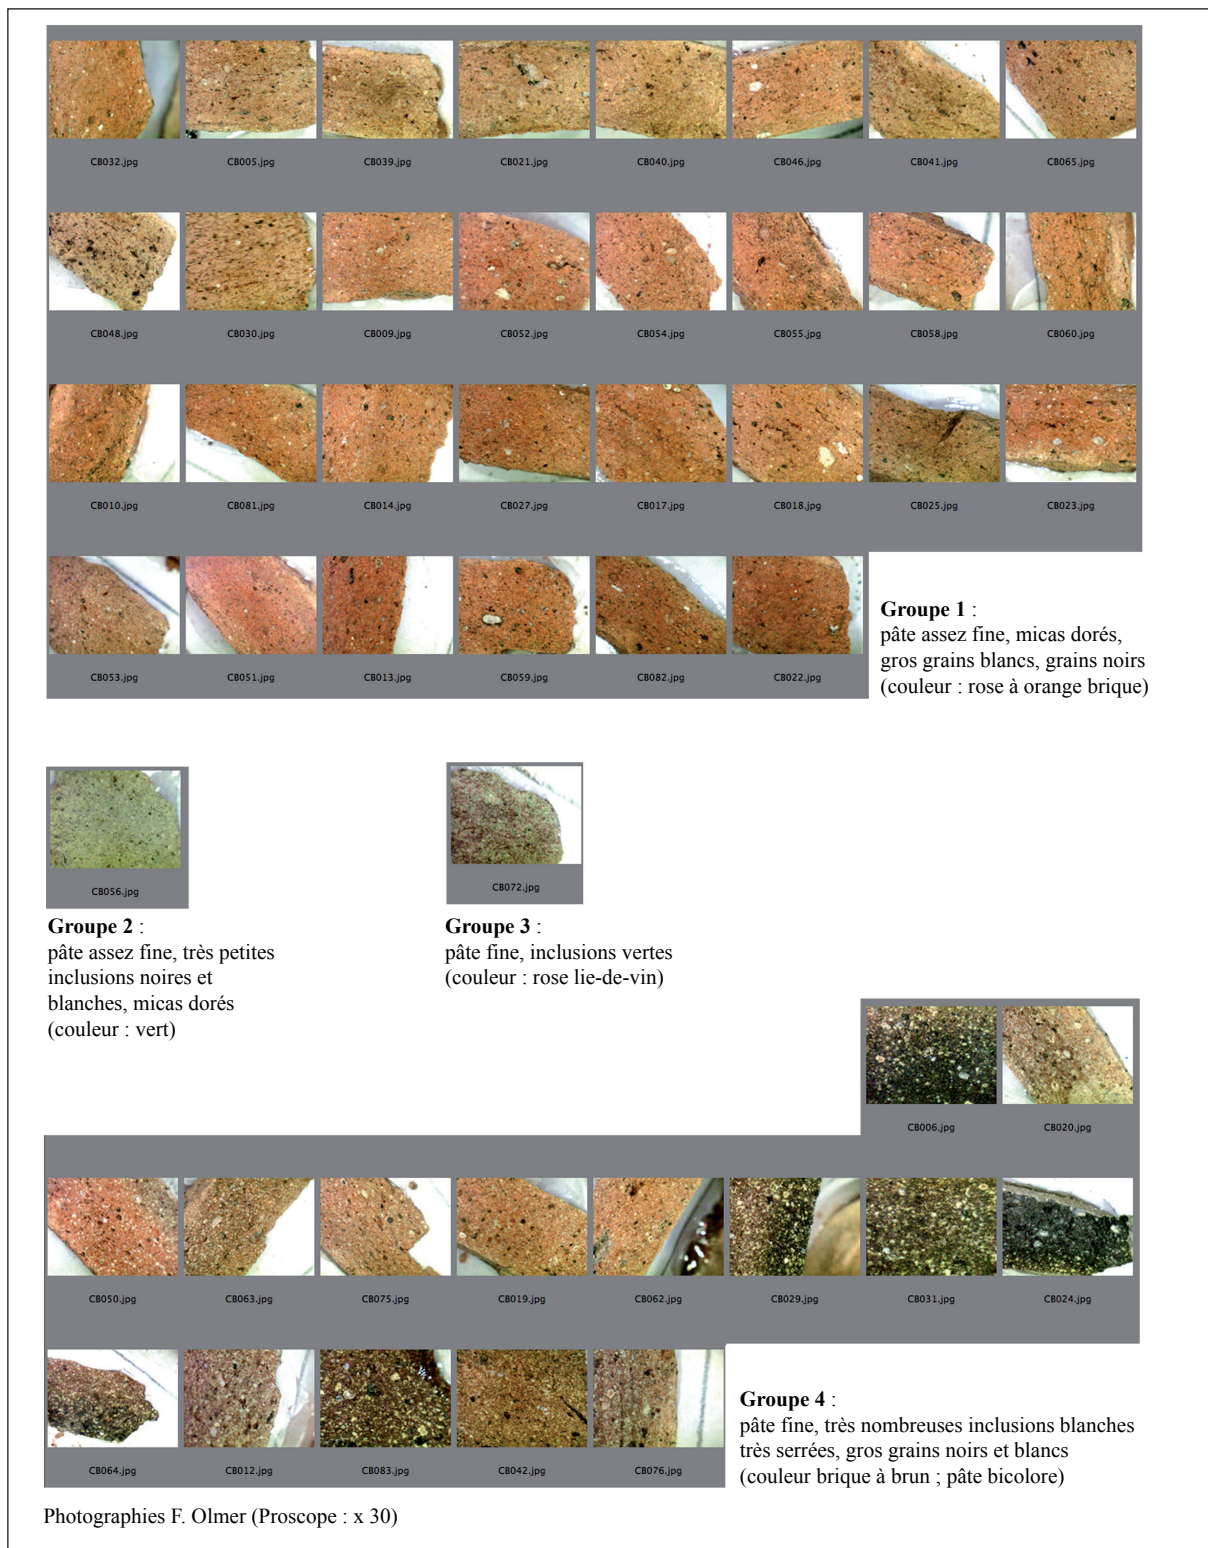 CB032.jpg CB005.jpg CB039.jpg CB021.jpg CB040.jpg CB046.jpg CB041.jpg CB065.jpg
CB048.jpg CB030.jpg CB009.jpg CB052.jpg CB054.jpg CB055.jpg CB058.jpg CB060.jpg
CB010.jpg CB081.jpg CB014.jpg CB027.jpg CB017.jpg CB018.jpg CB025.jpg CB023.jpg
CB053.jpg CB051.jpg CB013.jpg CB059.jpg CB082.jpg CB022.jpg
Groupe 1 :
pâte assez fine, micas dorés,
gros grains blancs, grains noirs
(couleur : rose à orange brique)
CB056.jpg
Groupe 2 :
pâte assez fine, très petites
inclusions noires et
blanches, micas dorés
(couleur : vert)
CB072.jpg
Groupe 3 :
pâte fine, inclusions vertes
(couleur : rose lie-de-vin)
CB006.jpg CB020.jpg
CB050.jpg CB063.jpg CB075.jpg CB019.jpg CB062.jpg CB029.jpg CB031.jpg CB024.jpg
CB064.jpg CB012.jpg CB083.jpg CB042.jpg CB076.jpg
Groupe 4 :
pâte fine, très nombreuses inclusions blanches
très serrées, gros grains noirs et blancs
(couleur brique à brun ; pâte bicolore)
Photographies F. Olmer (Proscope : x 30)